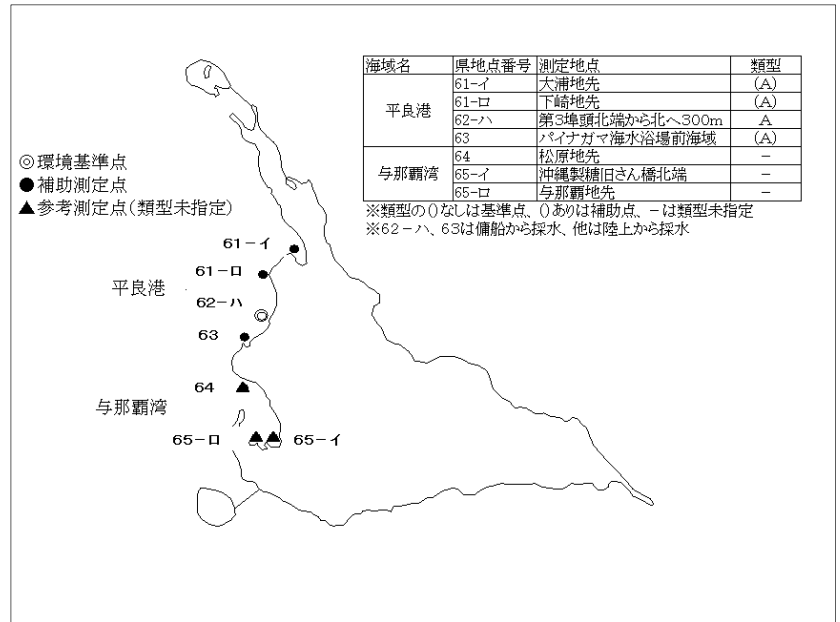 海域名 県地点番号 測定地点 類型
平良港 61-イ 大浦地先 (A)
61-ロ 下崎地先 (A)
62-ハ 第3埠頭北端から北へ300m A
63 パイナガマ海水浴場前海域 (A)
与那覇湾 64 松原地先 -
65-イ 沖縄製糖旧さん橋北端 -
65-ロ 与那覇地先 -
※類型の()なしは基準点、()ありは補助点、-は類型未指定
※62-ハ、63は傭船から採水、他は陸上から採水
◎環境基準点
●補助測定点
▲参考測定点(類型未指定)
61-イ
61-ロ
平良港
62-ハ
63
64
与那覇湾
65-ロ
65-イ